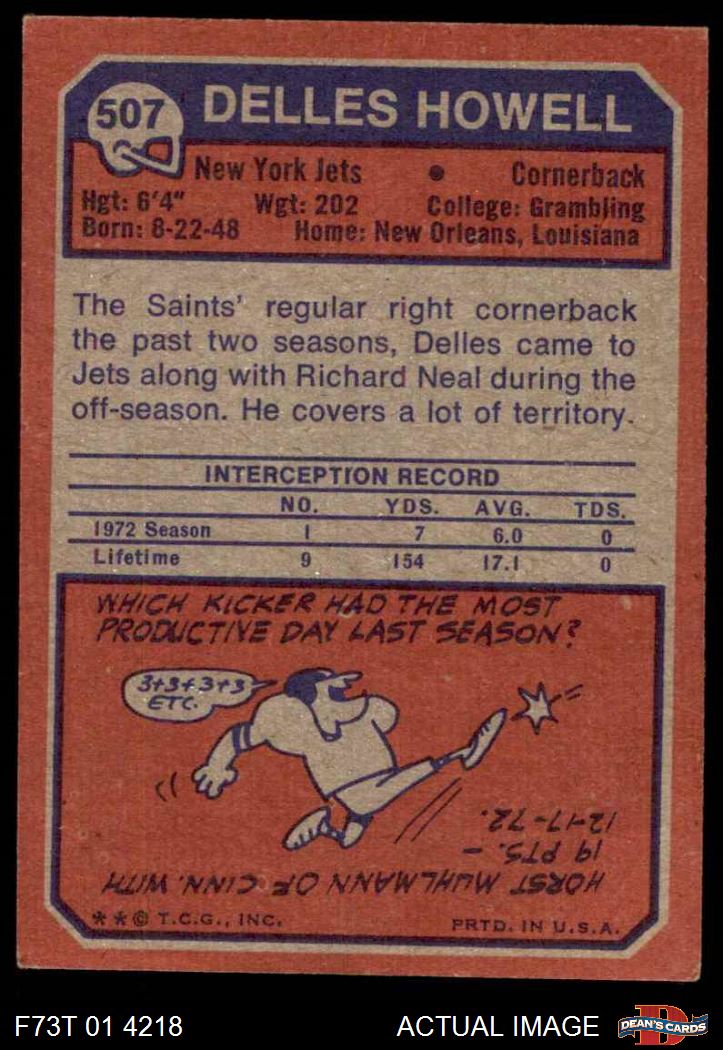 507 DELLES HOWELL
New York Jets • Cornerback
Hgt: 6'4" Wgt: 202 College: Grambling
Born: 8-22-48 Home: New Orleans, Louisiana
The Saints' regular right cornerback
the past two seasons, Delles came to
Jets along with Richard Neal during the
off-season. He covers a lot of territory.
INTERCEPTION RECORD
NO. YDS. AVG. TDS.
1972 Season 1 7 6.0 0
Lifetime 9 154 17.1 0
WHICH KICKER HAD THE MOST
PRODUCTIVE DAY LAST SEASON?
3+3+3+3
ETC.
HORST MUHLMANN OF CINN. WITH
19 PTS. -
12-17-72.
**© T.C.G., INC. PRTD. IN U.S.A.
F73T 01 4218 ACTUAL IMAGE D DEAN'S CARDS